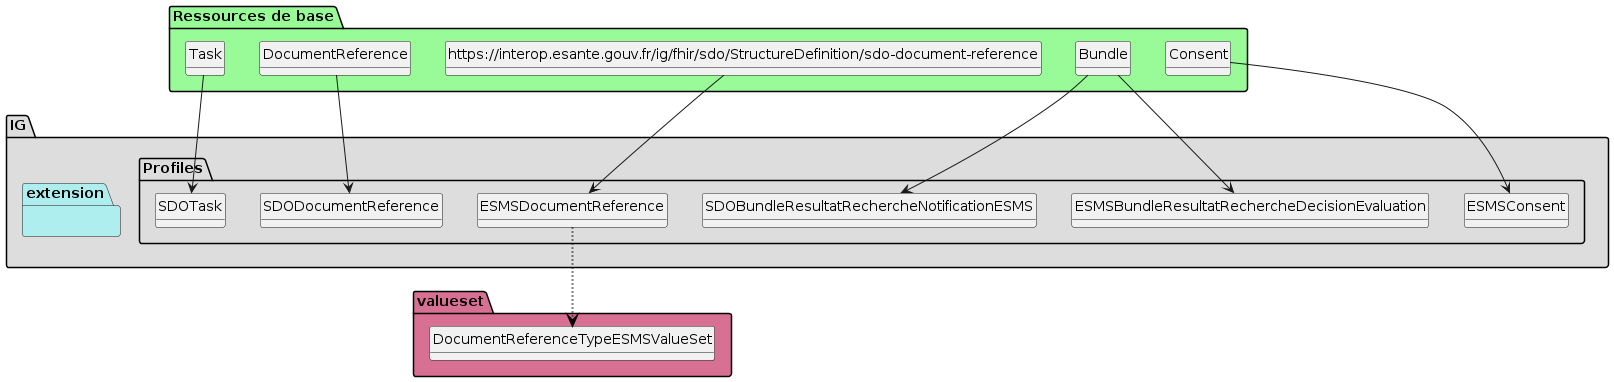 Ressources de base
Task
DocumentReference
https://interop.esante.gouv.fr/ig/fhir/sdo/StructureDefinition/sdo-document-reference
Bundle
Consent
IG
Profiles
extension
SDOTask
SDODocumentReference
ESMSDocumentReference
SDOBundleResultatRechercheNotificationESMS
ESMSBundleResultatRechercheDecisionEvaluation
ESMSConsent
valueset
DocumentReferenceTypeESMSValueSet